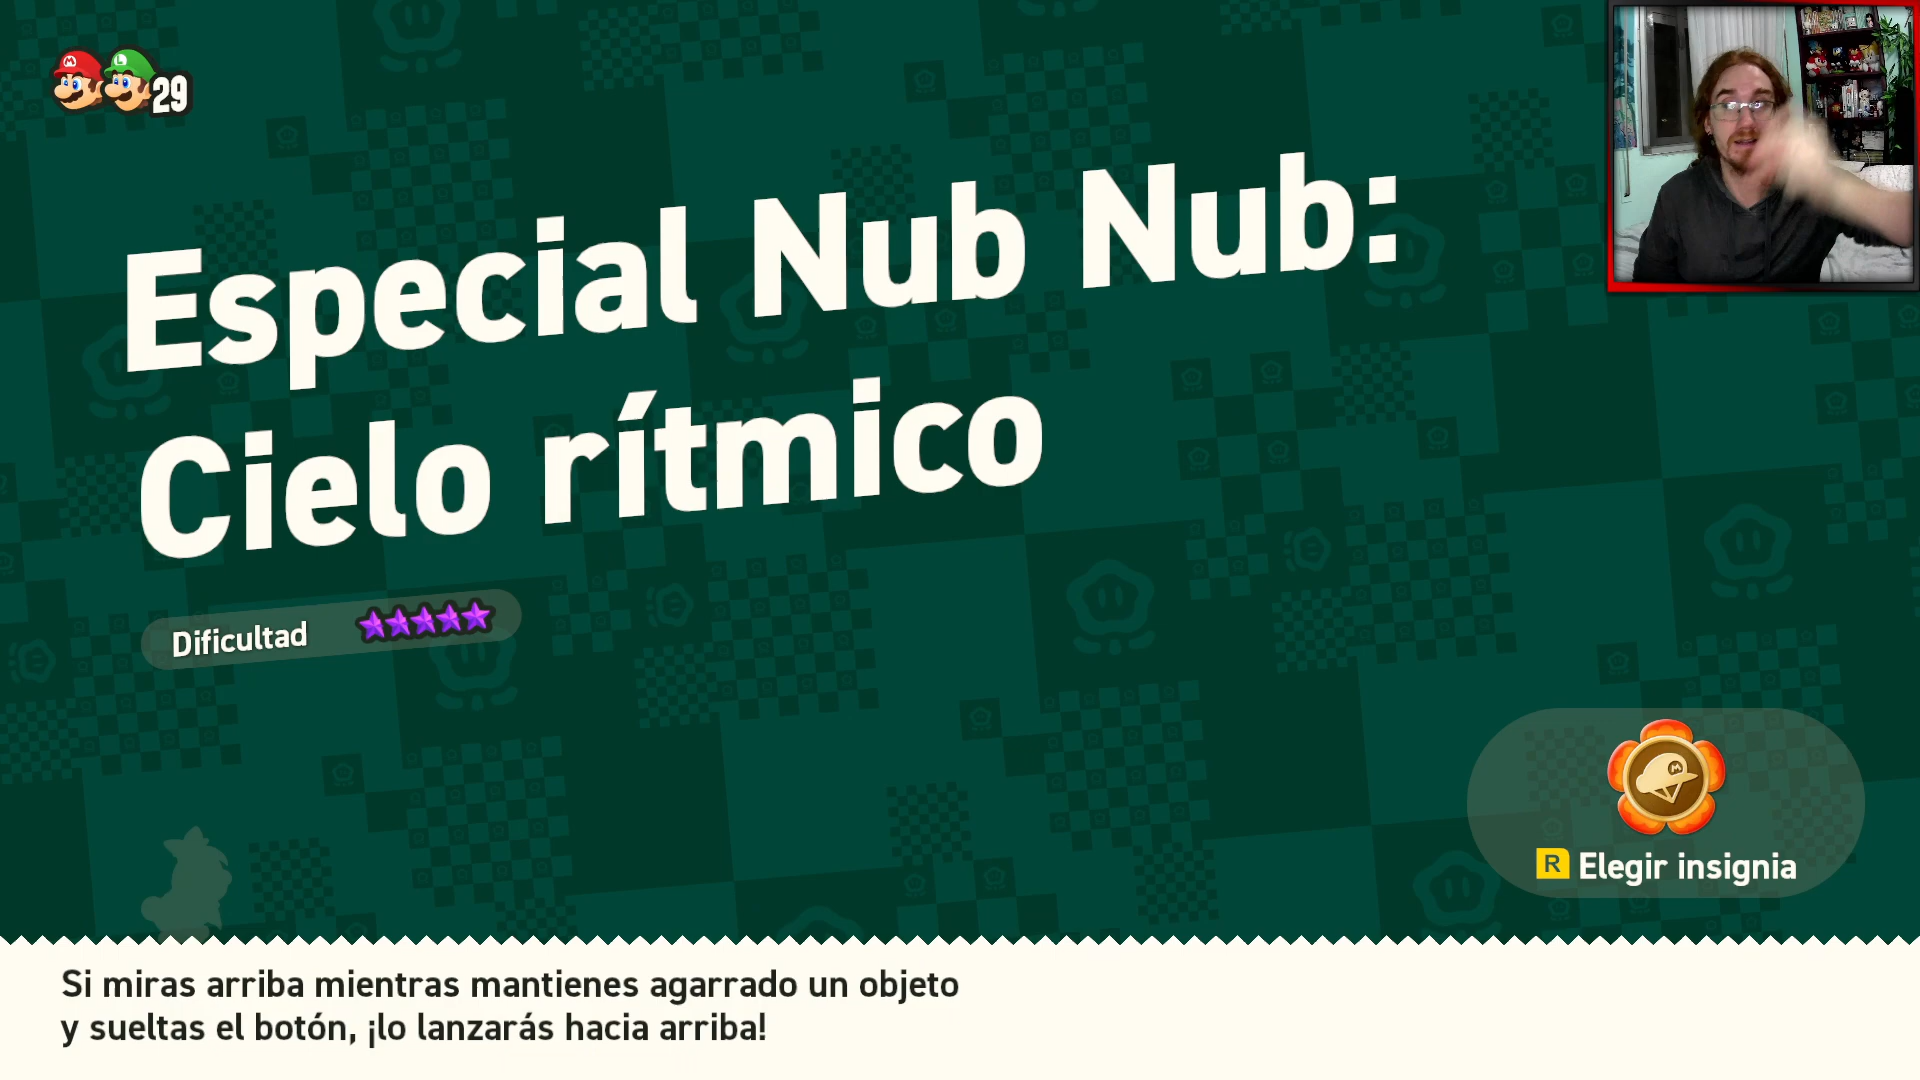 29
Especial Nub Nub:
Cielo rítmico
Dificultad
R Elegir insignia
Si miras arriba mientras mantienes agarrado un objeto
y sueltas el botón, ¡lo lanzarás hacia arriba!